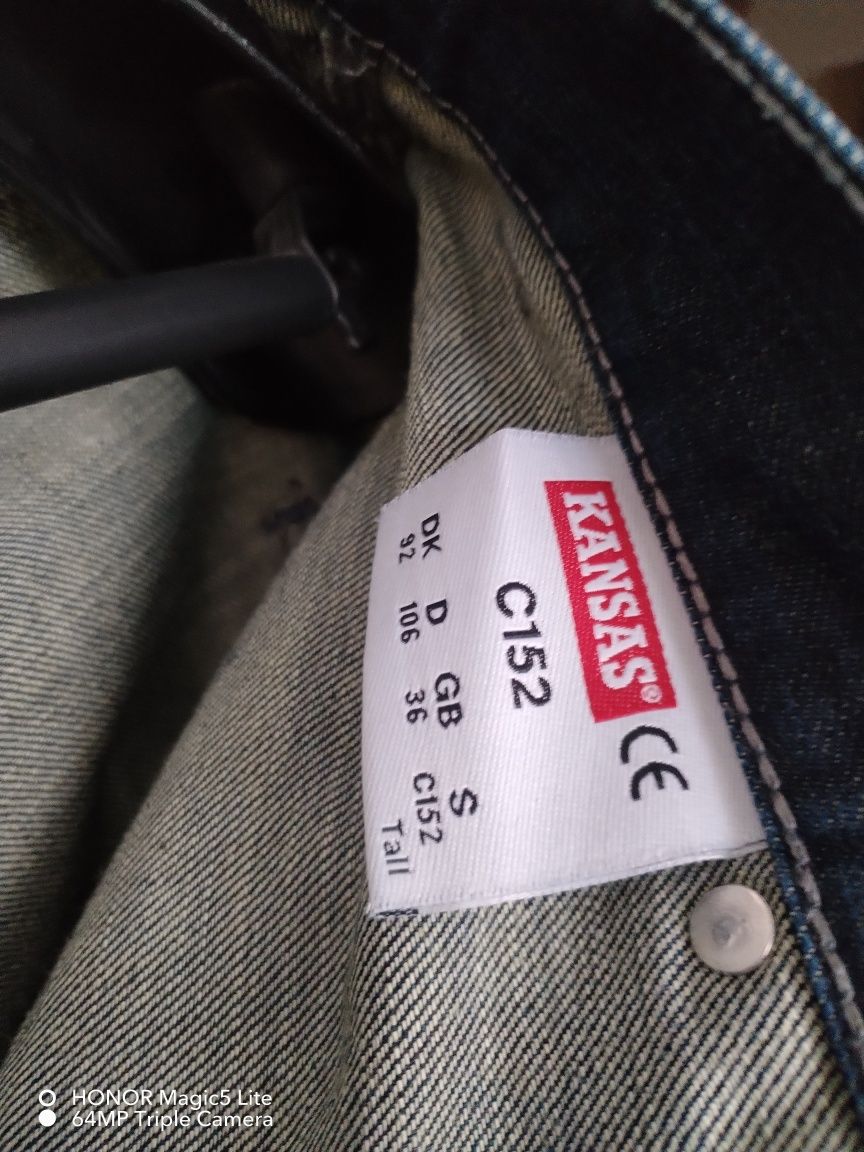 KANSAS® CE
C152
DK D GB S
92 106 36 C152
Tall
HONOR Magic5 Lite
64MP Triple Camera